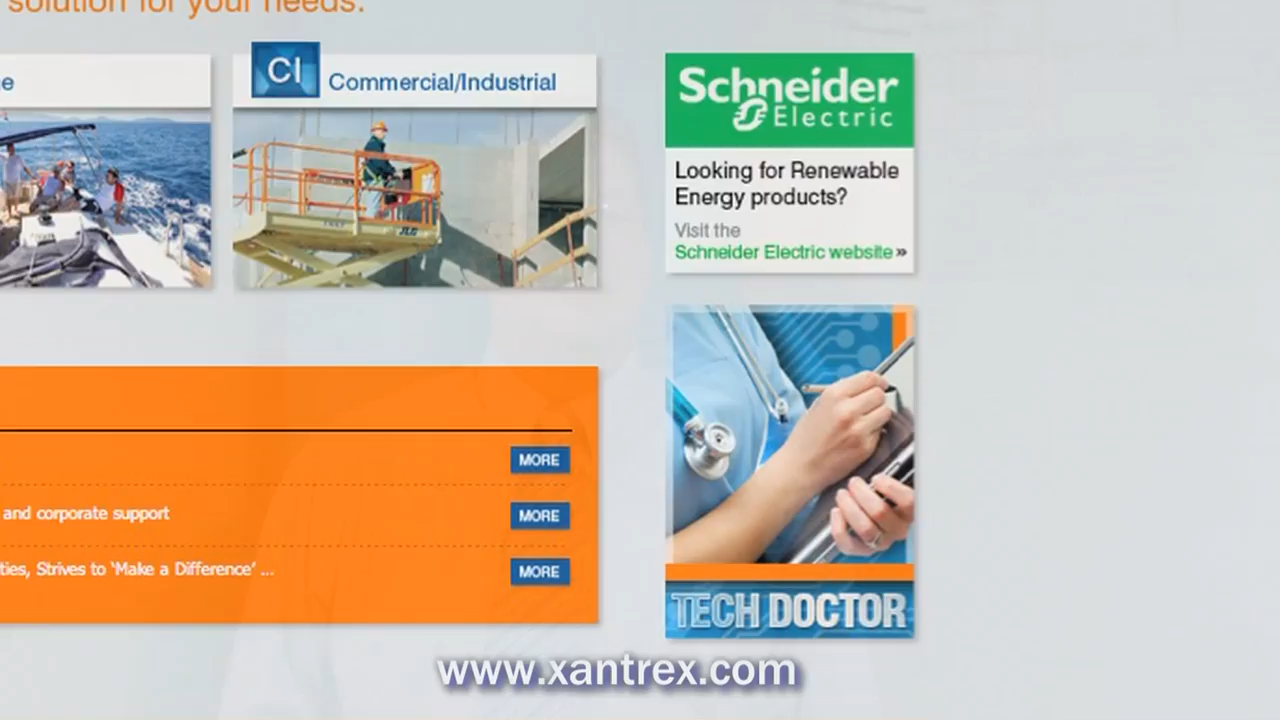 solution for your needs.
CI
Commercial/Industrial
JLG
Schneider
Electric
Looking for Renewable
Energy products?
Visit the
Schneider Electric website »
MORE
and corporate support
MORE
ties, Strives to ‘Make a Difference’ ...
MORE
TECH DOCTOR
www.xantrex.com